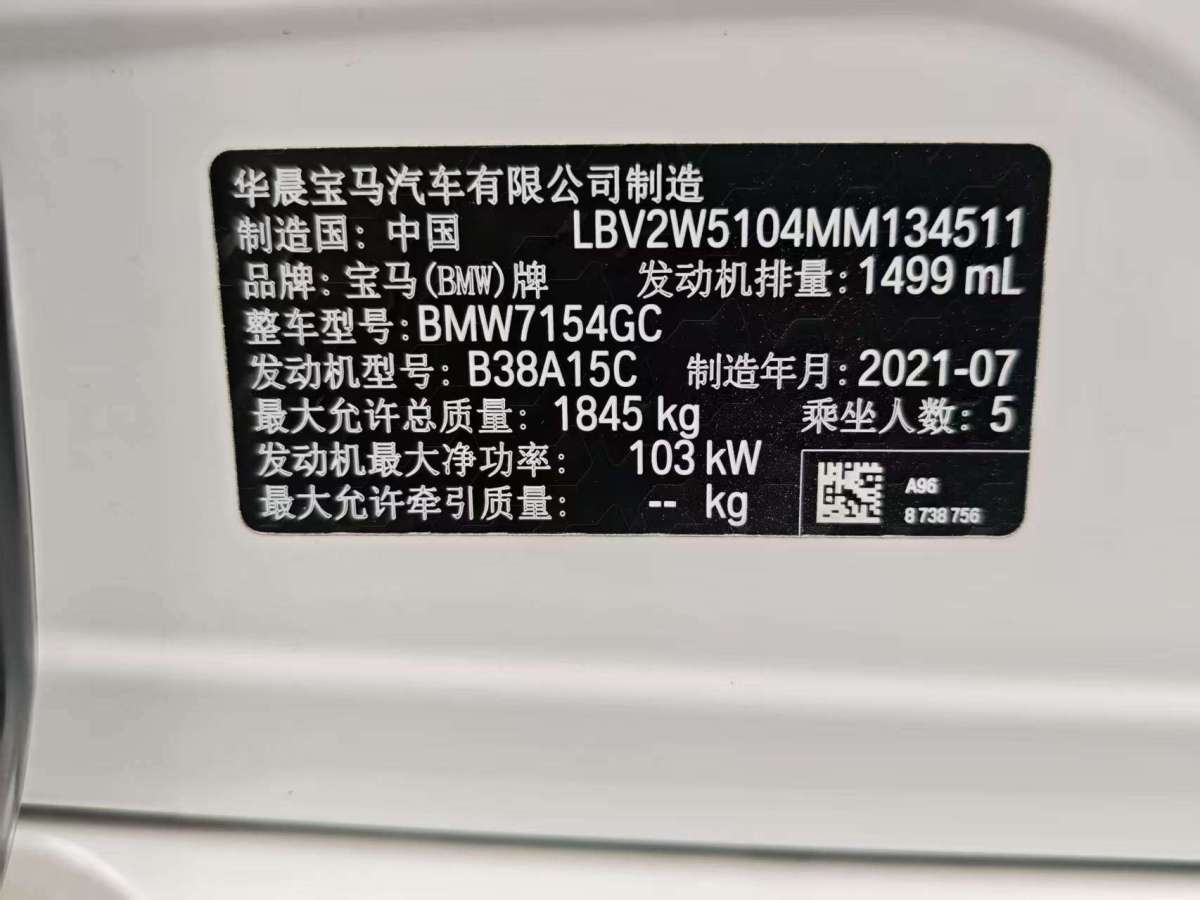 华晨宝马汽车有限公司制造
制造国：中国 LBV2W5104MM134511
品牌：宝马(BMW)牌 发动机排量：1499 mL
整车型号：BMW7154GC
发动机型号：B38A15C 制造年月：2021-07
最大允许总质量：1845 kg 乘坐人数：5
发动机最大净功率：103 kW
最大允许牵引质量：-- kg
A96
8 738 756